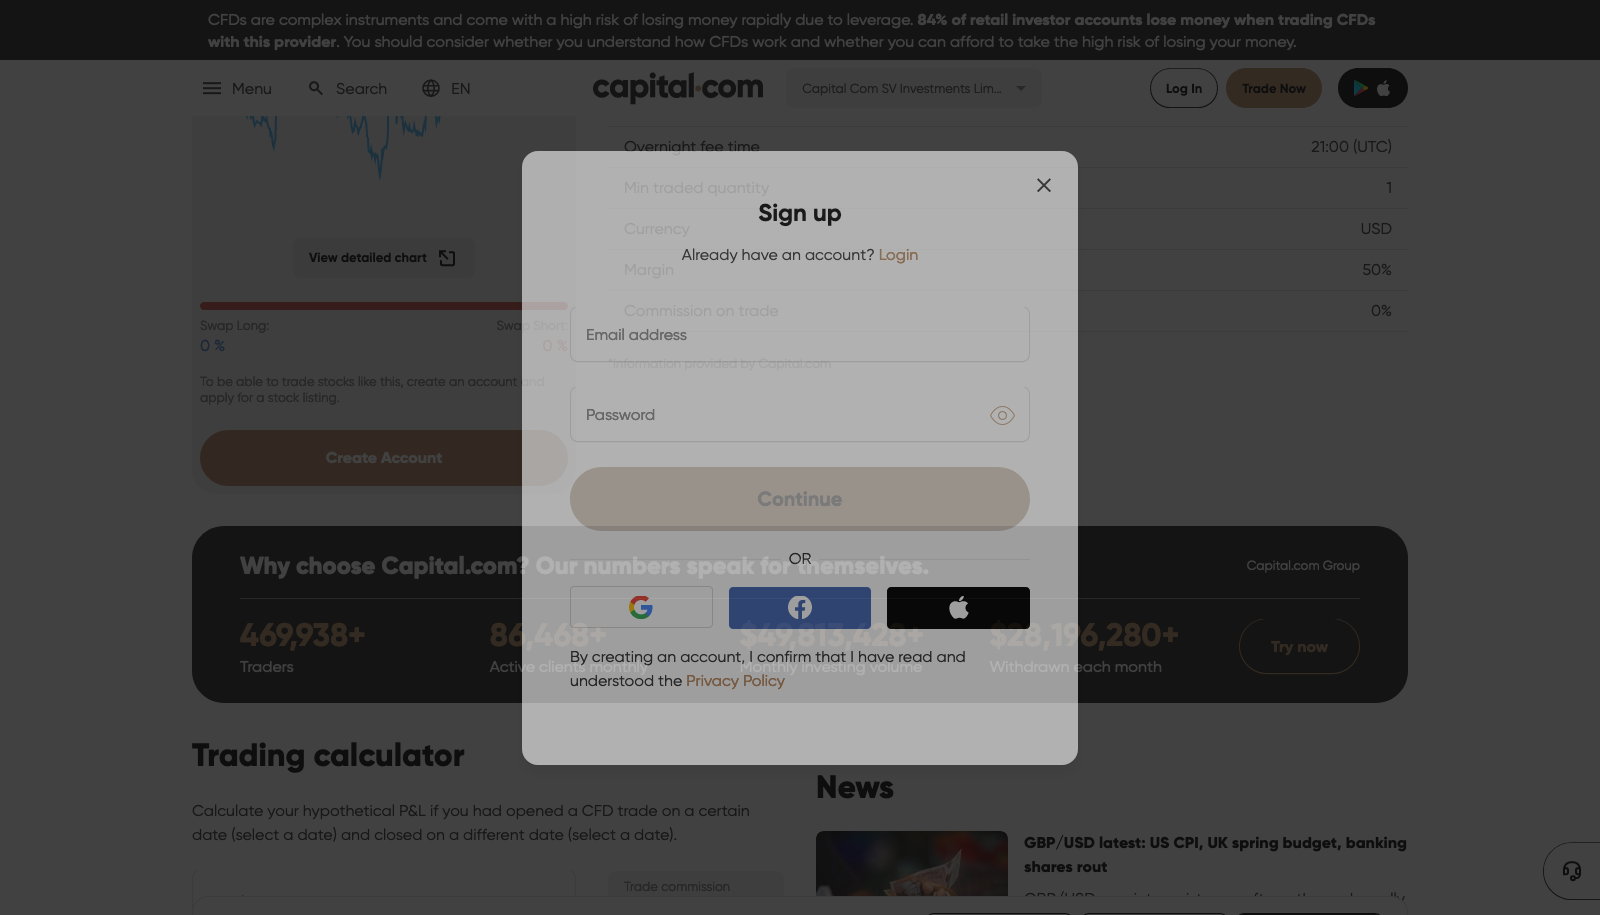 CFDs are complex instruments and come with a high risk of losing money rapidly due to leverage. 84% of retail investor accounts lose money when trading CFDs
with this provider. You should consider whether you understand how CFDs work and whether you can afford to take the high risk of losing your money.
Menu
Search
EN
capital.com
Capital Com SV Investments Lim...
Log In
Trade Now
Overnight fee time
21:00 (UTC)
Min traded quantity
1
Currency
USD
Margin
50%
Commission on trade
0%
*Information provided by Capital.com
View detailed chart
Swap Long:
Swap Short:
0 %
0 %
To be able to trade stocks like this, create an account and
apply for a stock listing.
Create Account
Sign up
Already have an account? Login
Email address
Password
Continue
OR
By creating an account, I confirm that I have read and
understood the Privacy Policy
Why choose Capital.com? Our numbers speak for themselves.
Capital.com Group
469,938+
Traders
86,468+
Active clients monthly
$49,813,428+
Monthly investing volume
$28,196,280+
Withdrawn each month
Try now
Trading calculator
Calculate your hypothetical P&L if you had opened a CFD trade on a certain
date (select a date) and closed on a different date (select a date).
Trade commission
News
GBP/USD latest: US CPI, UK spring budget, banking
shares rout